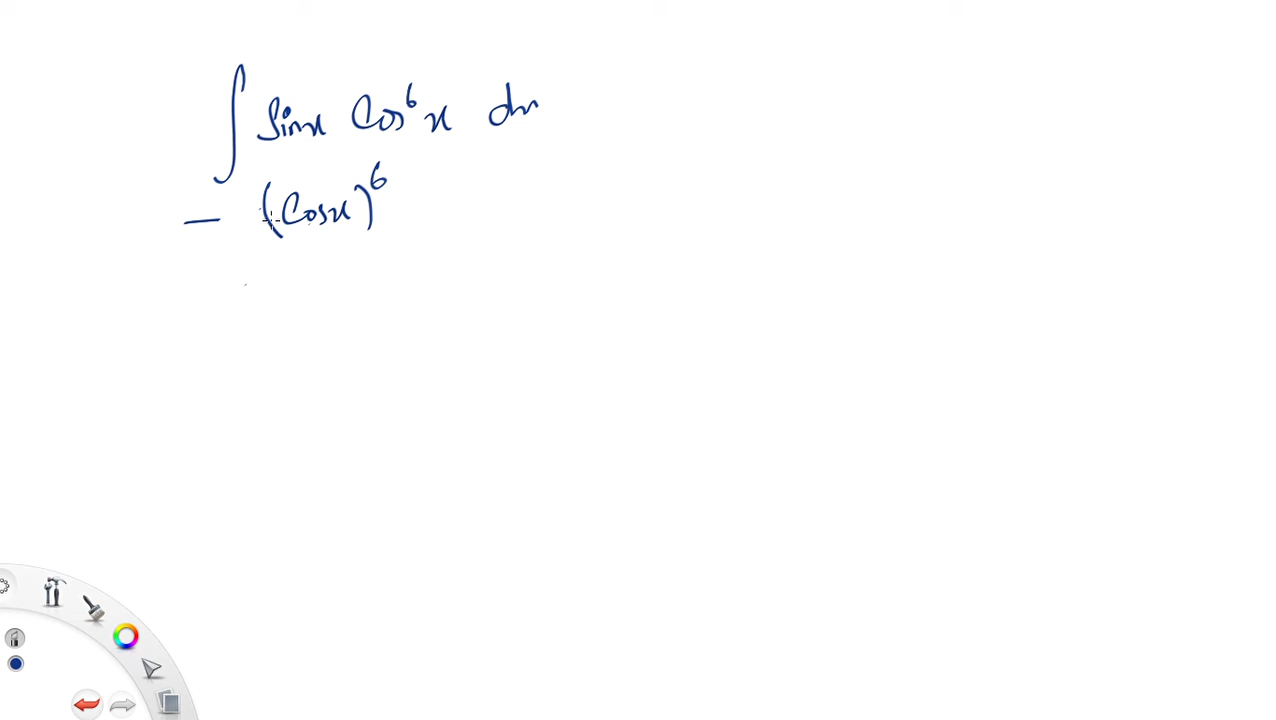 ∫ Sinx Cos⁶x dx
− (Cosx)⁶